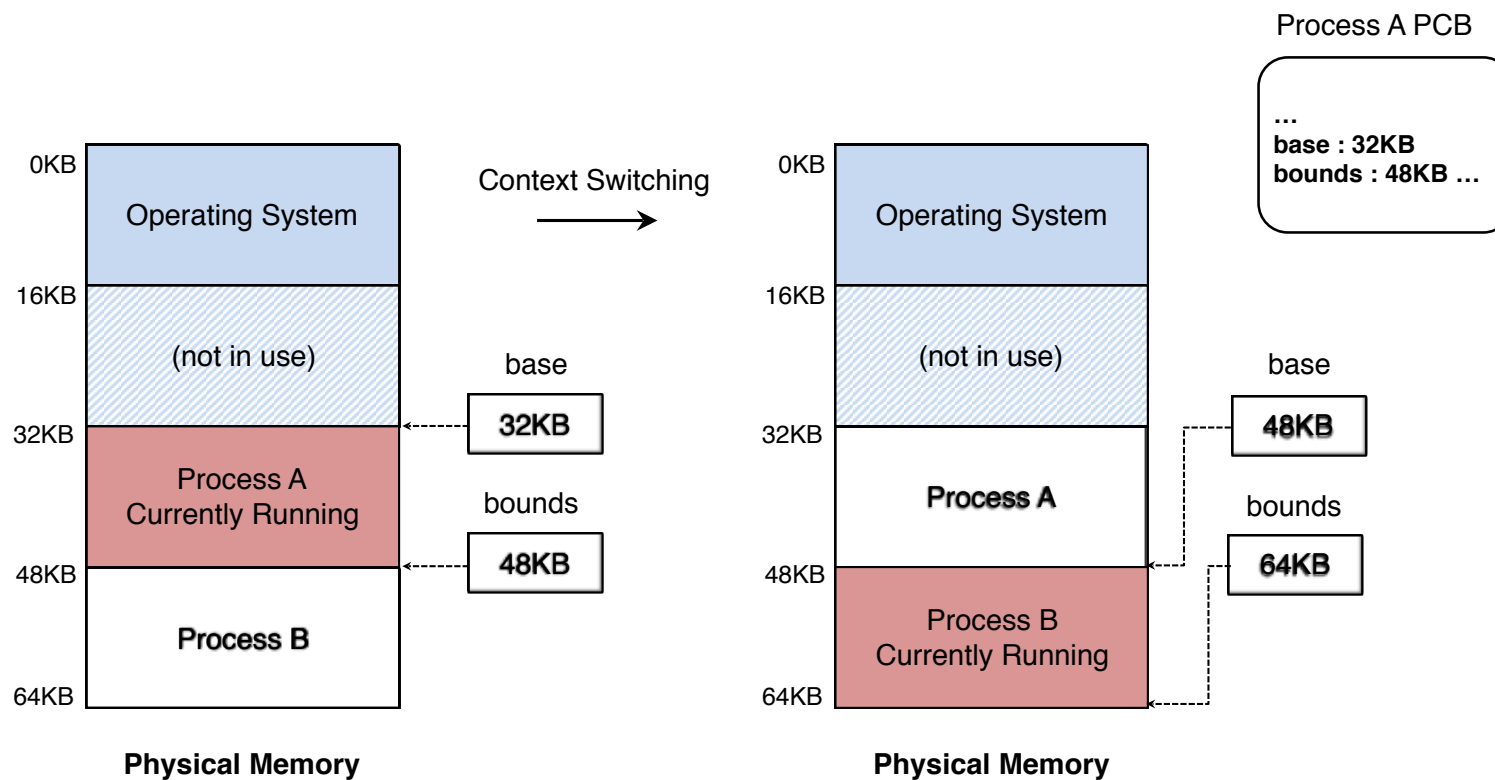 Process A PCB
…
base : 32KB
bounds : 48KB …
Context Switching
0KB
Operating System
16KB
(not in use)
base
32KB
32KB
Process A
Currently Running
bounds
48KB
48KB
Process B
64KB
Physical Memory
0KB
Operating System
16KB
(not in use)
base
48KB
32KB
Process A
bounds
64KB
48KB
Process B
Currently Running
64KB
Physical Memory